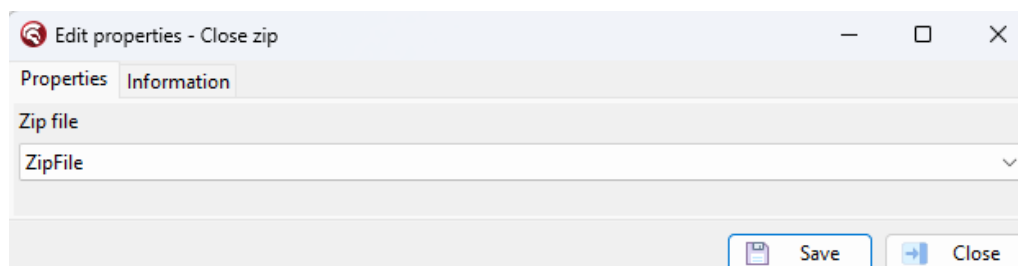 Edit properties - Close zip
Properties Information
Zip file
ZipFile
Save Close